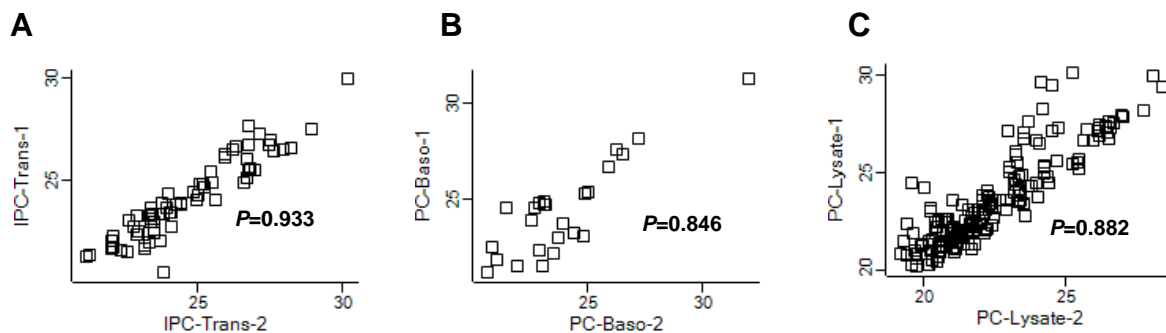 A
B
C
IPC-Trans-1
30
25
25
30
IPC-Trans-2
P=0.933
PC-Baso-1
30
25
25
30
PC-Baso-2
P=0.846
PC-Lysate-1
30
25
20
20
25
PC-Lysate-2
P=0.882